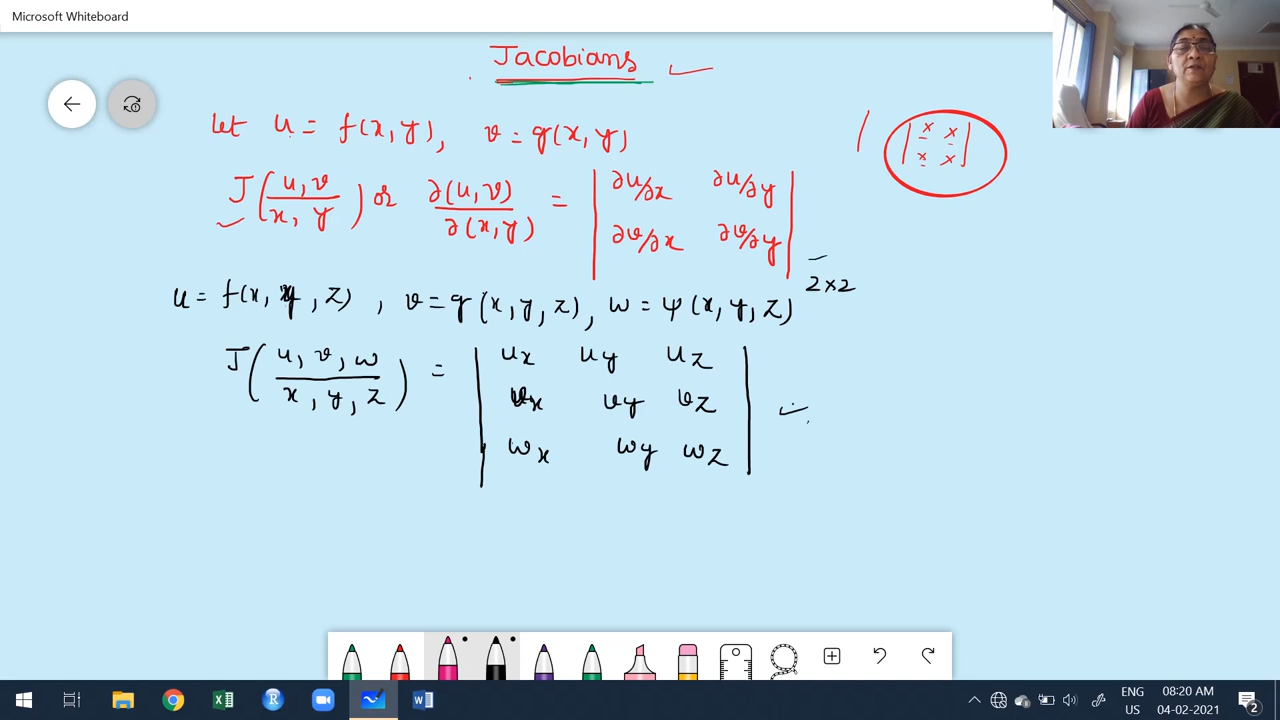 Microsoft Whiteboard
Jacobians
let u = f(x, y), v = g(x, y)
| x x |
| x x |
J(u, v / x, y) or ∂(u, v) / ∂(x, y) = | ∂u/∂x ∂u/∂y |
| ∂v/∂x ∂v/∂y |
2×2
u = f(x, y, z), v = g(x, y, z), w = ψ(x, y, z)
J(u, v, w / x, y, z) = | ux uy uz |
| vx vy vz |
| wx wy wz |
ENG
US
08:20 AM
04-02-2021
2